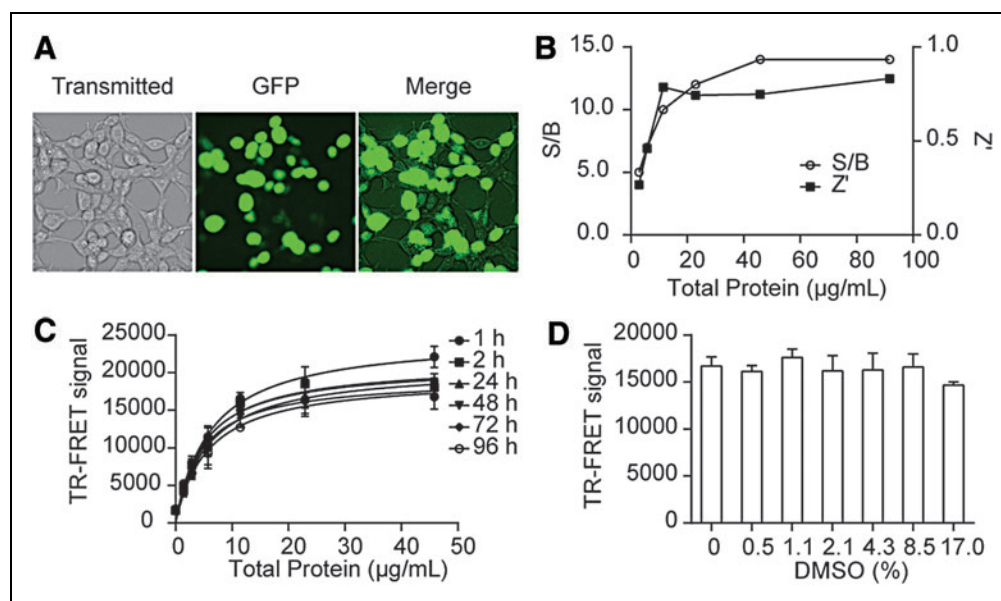 A
Transmitted
GFP
Merge
B
15.0
10.0
5.0
0.0
S/B
1.0
0.5
0.0
Z'
S/B
Z'
0
20
40
60
80
100
Total Protein (µg/mL)
C
25000
20000
15000
10000
5000
0
TR-FRET signal
1 h
2 h
24 h
48 h
72 h
96 h
0
10
20
30
40
50
Total Protein (µg/mL)
D
20000
15000
10000
5000
0
TR-FRET signal
0
0.5
1.1
2.1
4.3
8.5
17.0
DMSO (%)